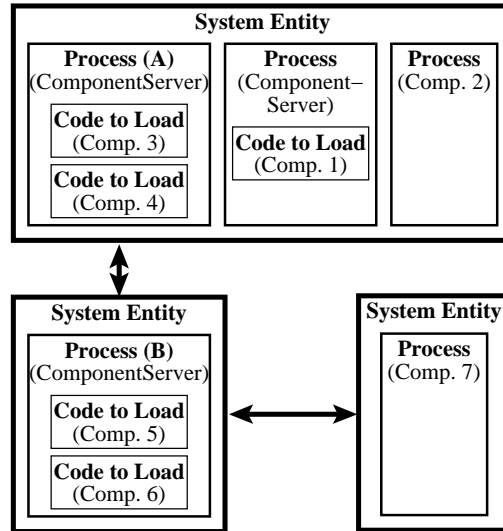 System Entity
Process (A)
(ComponentServer)
Code to Load
(Comp. 3)
Code to Load
(Comp. 4)
Process
(Component–
Server)
Code to Load
(Comp. 1)
Process
(Comp. 2)
System Entity
Process (B)
(ComponentServer)
Code to Load
(Comp. 5)
Code to Load
(Comp. 6)
System Entity
Process
(Comp. 7)